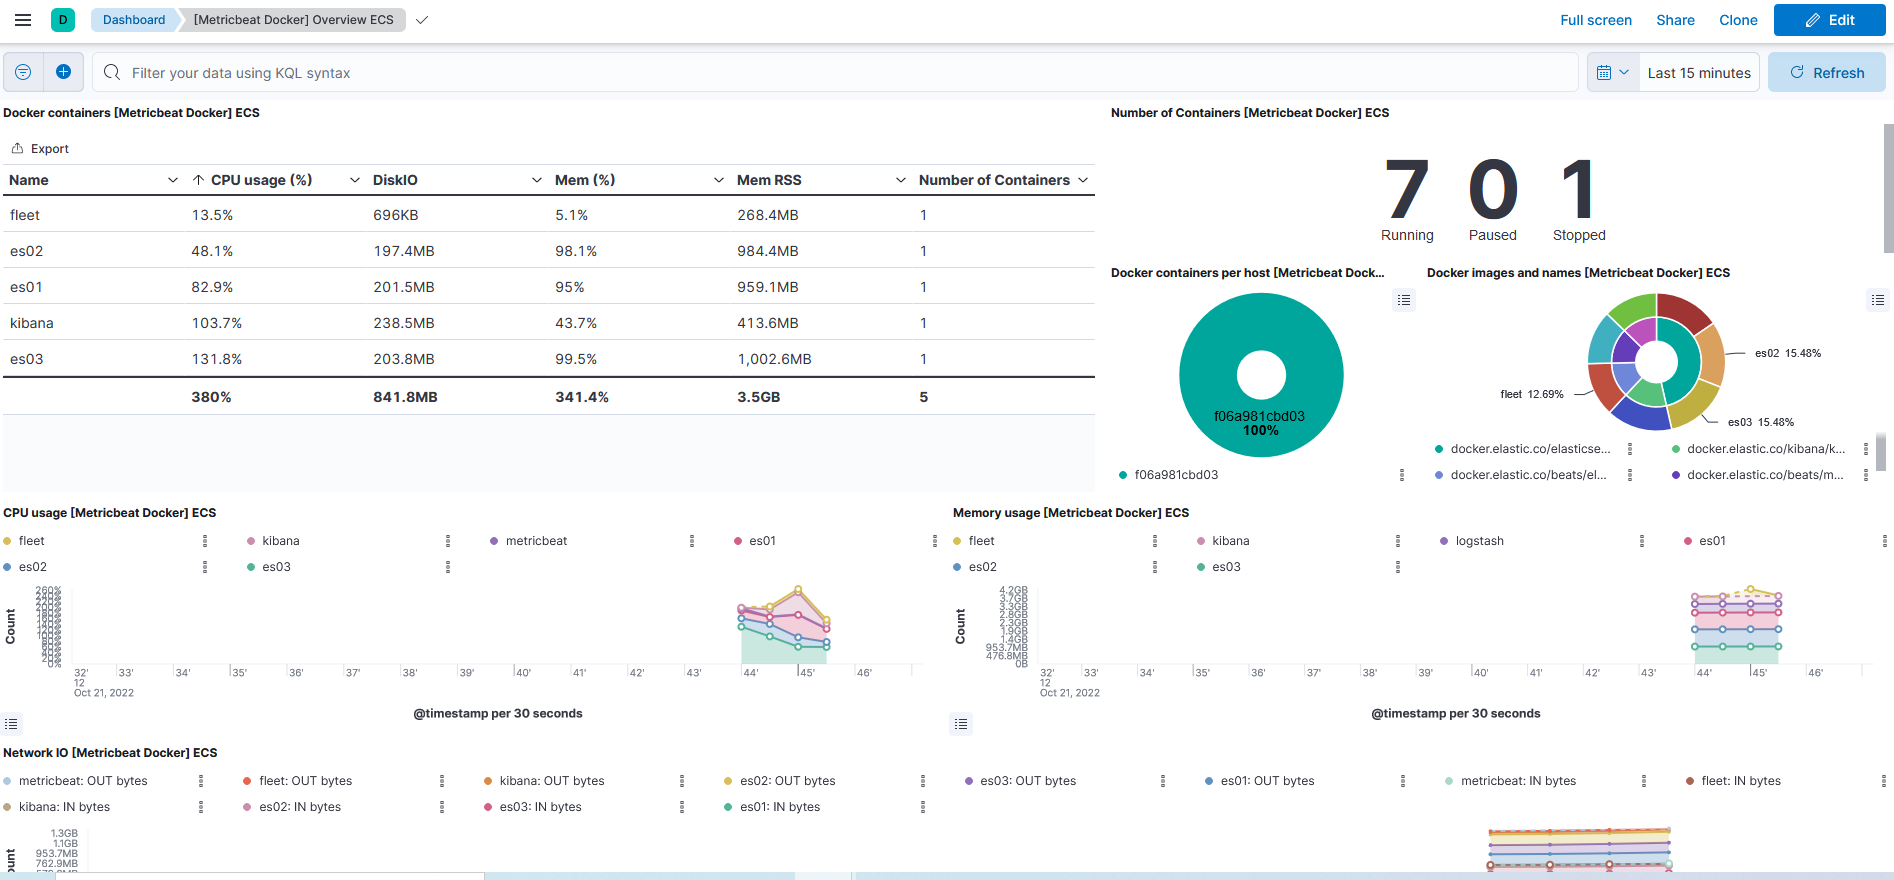 D Dashboard [Metricbeat Docker] Overview ECS Full screen Share Clone Edit
Filter your data using KQL syntax Last 15 minutes Refresh
Docker containers [Metricbeat Docker] ECS
Export
Name CPU usage (%) DiskIO Mem (%) Mem RSS Number of Containers
fleet 13.5% 696KB 5.1% 268.4MB 1
es02 48.1% 197.4MB 98.1% 984.4MB 1
es01 82.9% 201.5MB 95% 959.1MB 1
kibana 103.7% 238.5MB 43.7% 413.6MB 1
es03 131.8% 203.8MB 99.5% 1,002.6MB 1
380% 841.8MB 341.4% 3.5GB 5
Number of Containers [Metricbeat Docker] ECS
7 0 1
Running Paused Stopped
Docker containers per host [Metricbeat Dock...
f06a981cbd03
100%
f06a981cbd03
Docker images and names [Metricbeat Docker] ECS
es02 15.48%
fleet 12.69%
es03 15.48%
docker.elastic.co/elasticse... docker.elastic.co/kibana/k...
docker.elastic.co/beats/el... docker.elastic.co/beats/m...
CPU usage [Metricbeat Docker] ECS
fleet kibana metricbeat es01
es02 es03
Count
260%
240%
220%
200%
180%
160%
140%
120%
100%
80%
60%
40%
20%
0%
32' 33' 34' 35' 36' 37' 38' 39' 40' 41' 42' 43' 44' 45' 46'
12
Oct 21, 2022
@timestamp per 30 seconds
Memory usage [Metricbeat Docker] ECS
fleet kibana logstash es01
es02 es03
Count
4.2GB
3.7GB
3.3GB
2.8GB
2.3GB
1.9GB
1.4GB
953.7MB
476.8MB
0B
32' 33' 34' 35' 36' 37' 38' 39' 40' 41' 42' 43' 44' 45' 46'
12
Oct 21, 2022
@timestamp per 30 seconds
Network IO [Metricbeat Docker] ECS
metricbeat: OUT bytes fleet: OUT bytes kibana: OUT bytes es02: OUT bytes es03: OUT bytes es01: OUT bytes metricbeat: IN bytes fleet: IN bytes
kibana: IN bytes es02: IN bytes es03: IN bytes es01: IN bytes
1.3GB
1.1GB
953.7MB
762.9MB